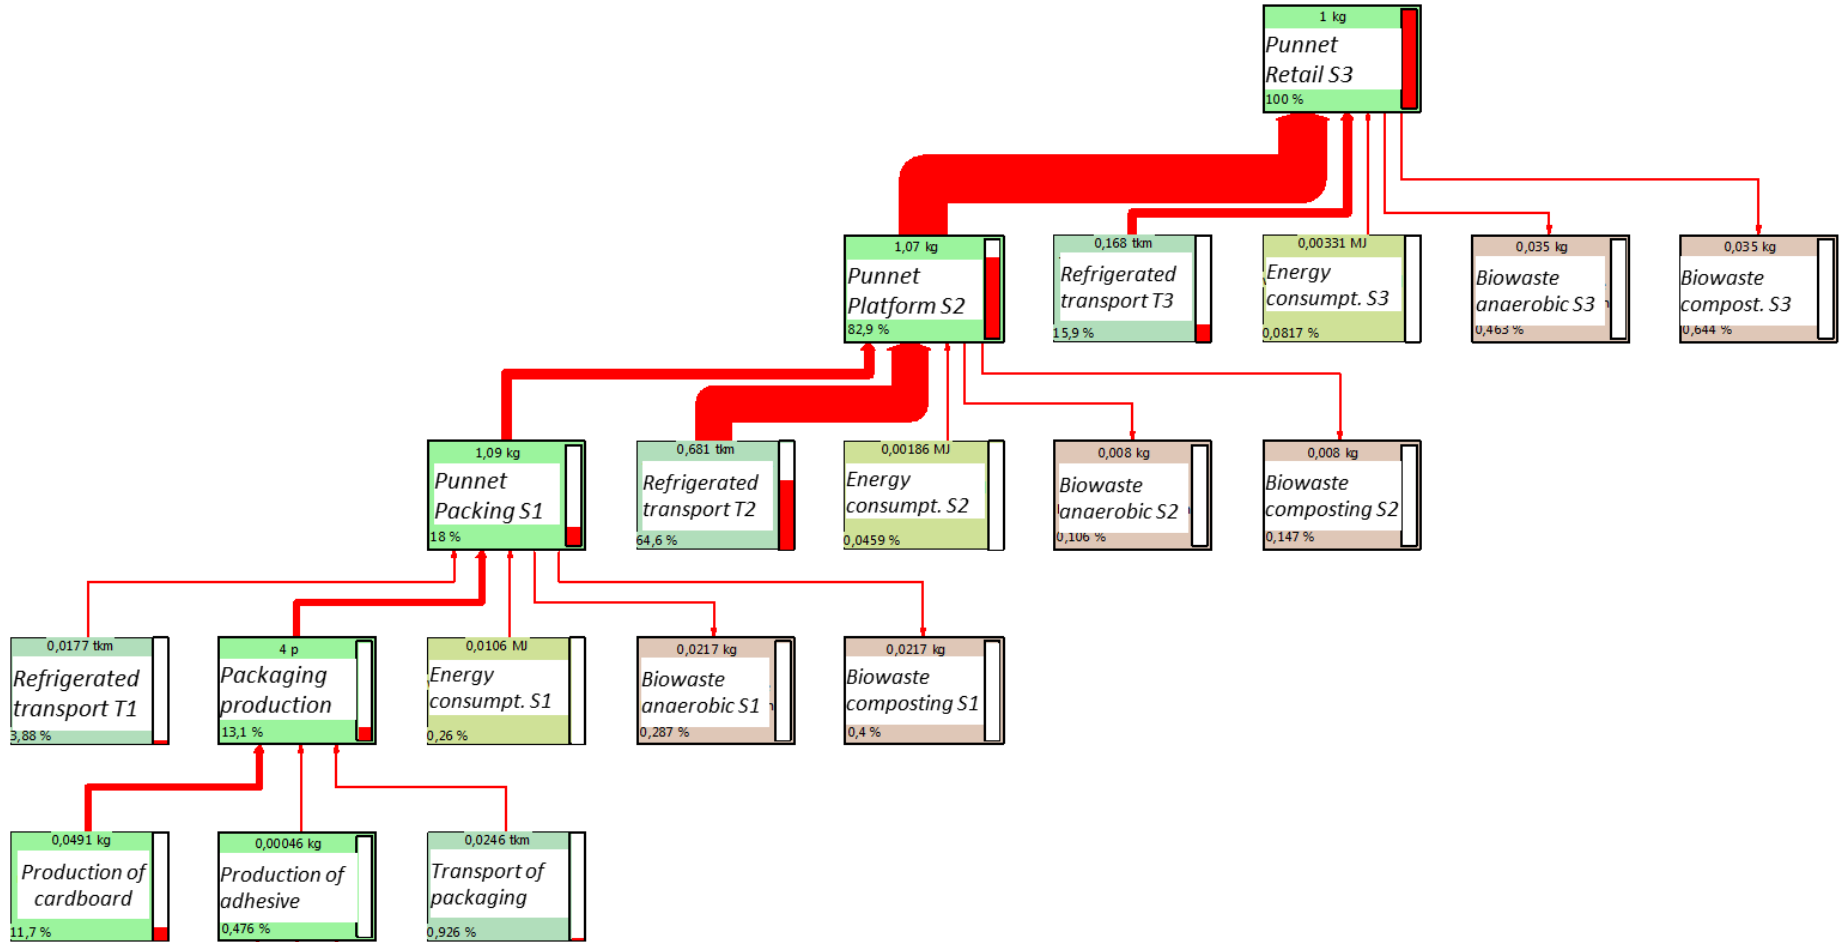 1 kg
Punnet
Retail S3
100 %
1,07 kg
Punnet
Platform S2
82,9 %
0,168 tkm
Refrigerated
transport T3
15,9 %
0,00331 MJ
Energy
consumpt. S3
0,0817 %
0,035 kg
Biowaste
anaerobic S3
0,463 %
0,035 kg
Biowaste
compost. S3
0,644 %
1,09 kg
Punnet
Packing S1
18 %
0,681 tkm
Refrigerated
transport T2
64,6 %
0,00186 MJ
Energy
consumpt. S2
0,0459 %
0,008 kg
Biowaste
anaerobic S2
0,106 %
0,008 kg
Biowaste
composting S2
0,147 %
0,0177 tkm
Refrigerated
transport T1
3,88 %
4 p
Packaging
production
13,1 %
0,0106 MJ
Energy
consumpt. S1
0,26 %
0,0217 kg
Biowaste
anaerobic S1
0,287 %
0,0217 kg
Biowaste
composting S1
0,4 %
0,0491 kg
Production of
cardboard
11,7 %
0,00046 kg
Production of
adhesive
0,476 %
0,0246 tkm
Transport of
packaging
0,926 %